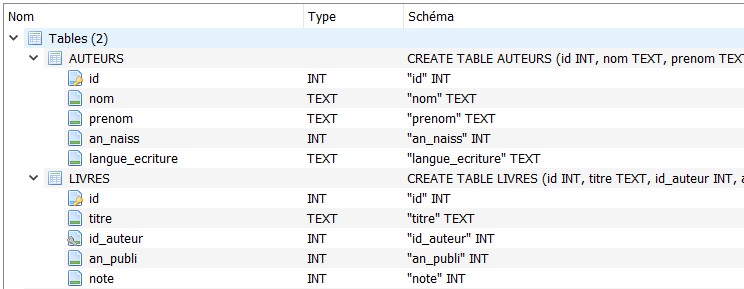 Nom Type Schéma
Tables (2)
AUTEURS CREATE TABLE AUTEURS (id INT, nom TEXT, prenom TEXT
id INT "id" INT
nom TEXT "nom" TEXT
prenom TEXT "prenom" TEXT
an_naiss INT "an_naiss" INT
langue_ecriture TEXT "langue_ecriture" TEXT
LIVRES CREATE TABLE LIVRES (id INT, titre TEXT, id_auteur INT, a
id INT "id" INT
titre TEXT "titre" TEXT
id_auteur INT "id_auteur" INT
an_publi INT "an_publi" INT
note INT "note" INT